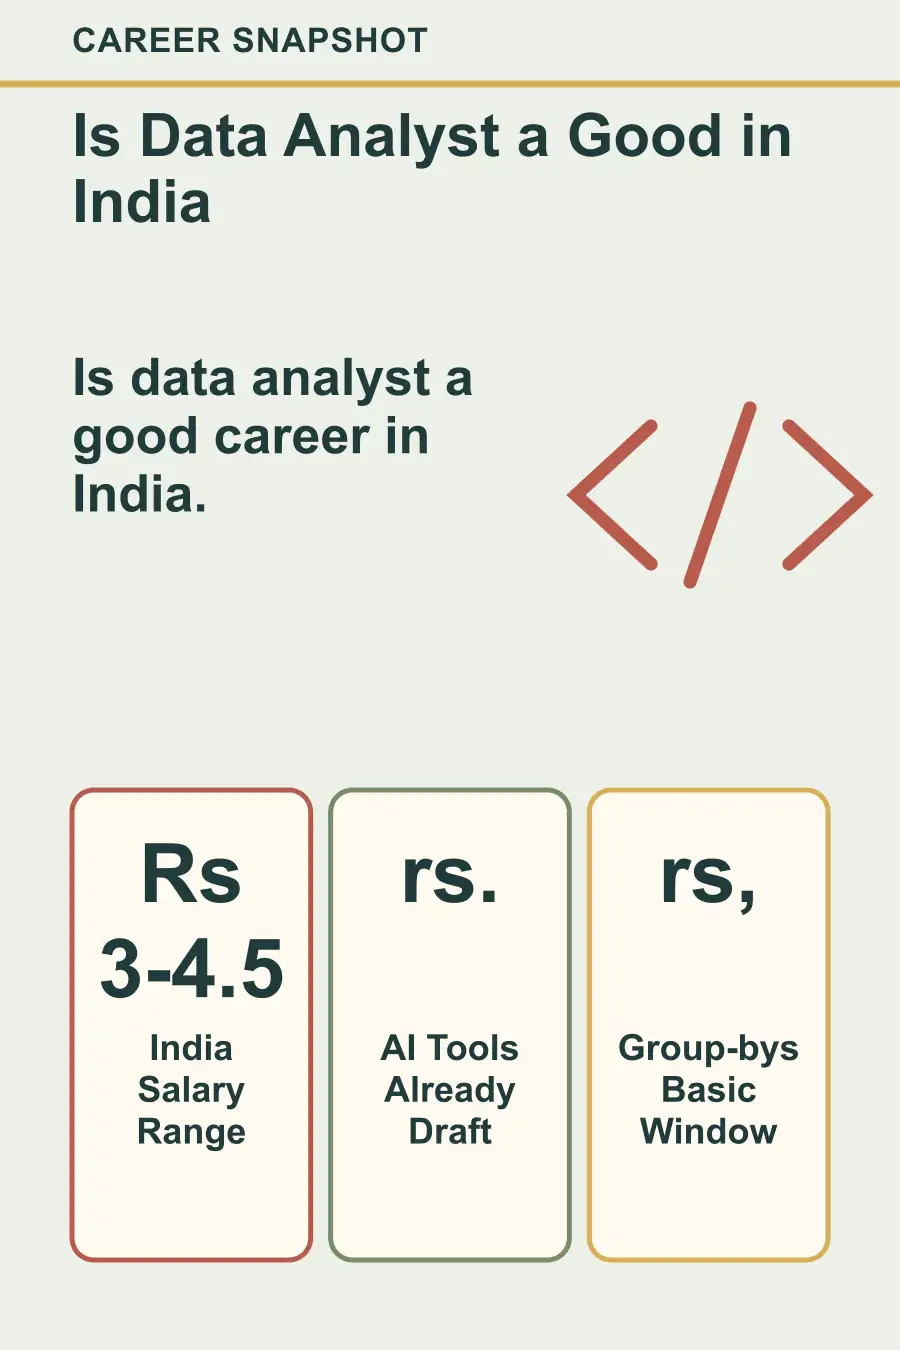 CAREER SNAPSHOT
Is Data Analyst a Good in
India
Is data analyst a
good career in
India.
Rs
3-4.5
India
Salary
Range
rs.
AI Tools
Already
Draft
rs,
Group-bys
Basic
Window